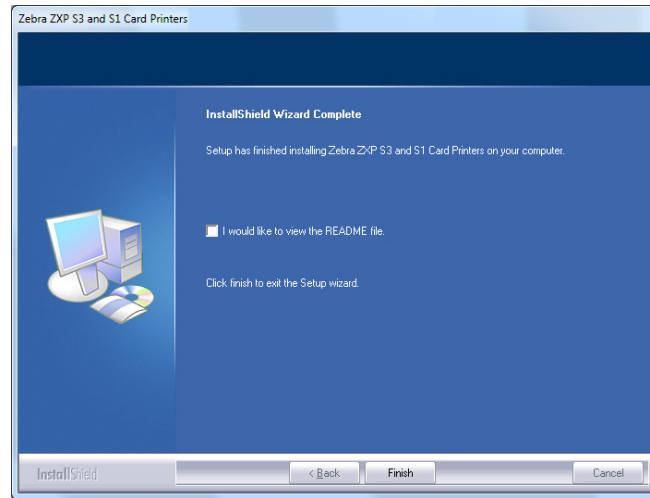 Zebra ZXP S3 and S1 Card Printers
InstallShield Wizard Complete
Setup has finished installing Zebra ZXP S3 and S1 Card Printers on your computer.
I would like to view the README file.
Click finish to exit the Setup wizard.
InstallShield
< Back
Finish
Cancel